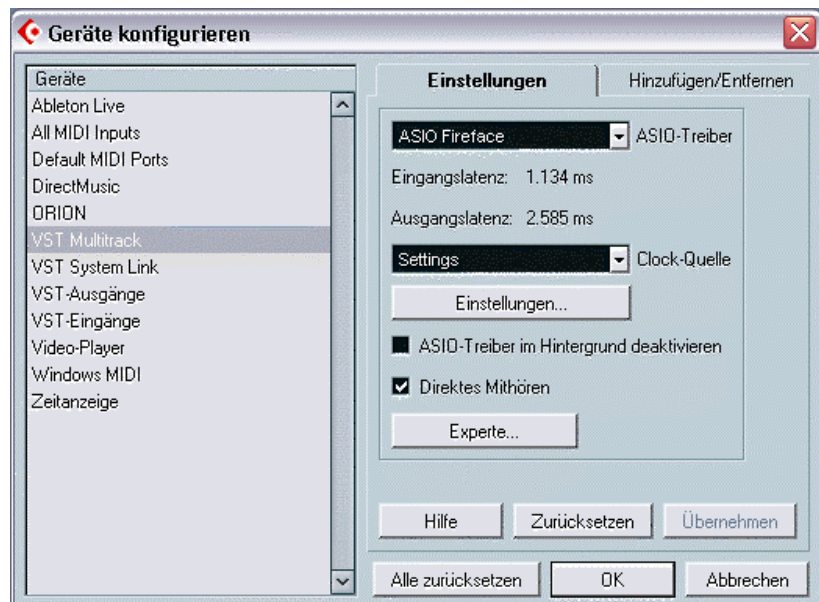 Geräte konfigurieren
Geräte
Ableton Live
All MIDI Inputs
Default MIDI Ports
DirectMusic
ORION
VST Multitrack
VST System Link
VST-Ausgänge
VST-Eingänge
Video-Player
Windows MIDI
Zeitanzeige
Einstellungen
Hinzufügen/Entfernen
ASIO Fireface ASIO-Treiber
Eingangslatenz: 1.134 ms
Ausgangslatenz: 2.585 ms
Settings Clock-Quelle
Einstellungen...
ASIO-Treiber im Hintergrund deaktivieren
Direktes Mithören
Experte...
Hilfe Zurücksetzen Übernehmen
Alle zurücksetzen OK Abbrechen